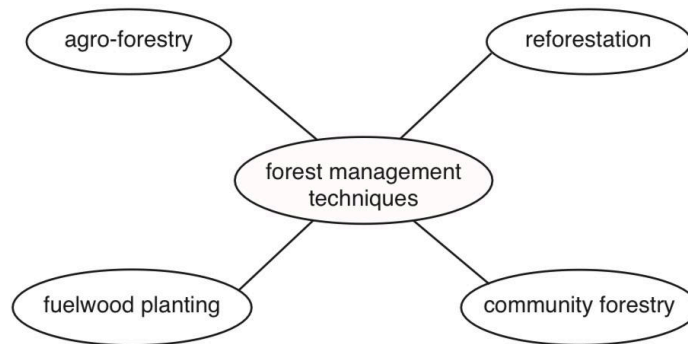 agro-forestry
reforestation
forest management
techniques
fuelwood planting
community forestry